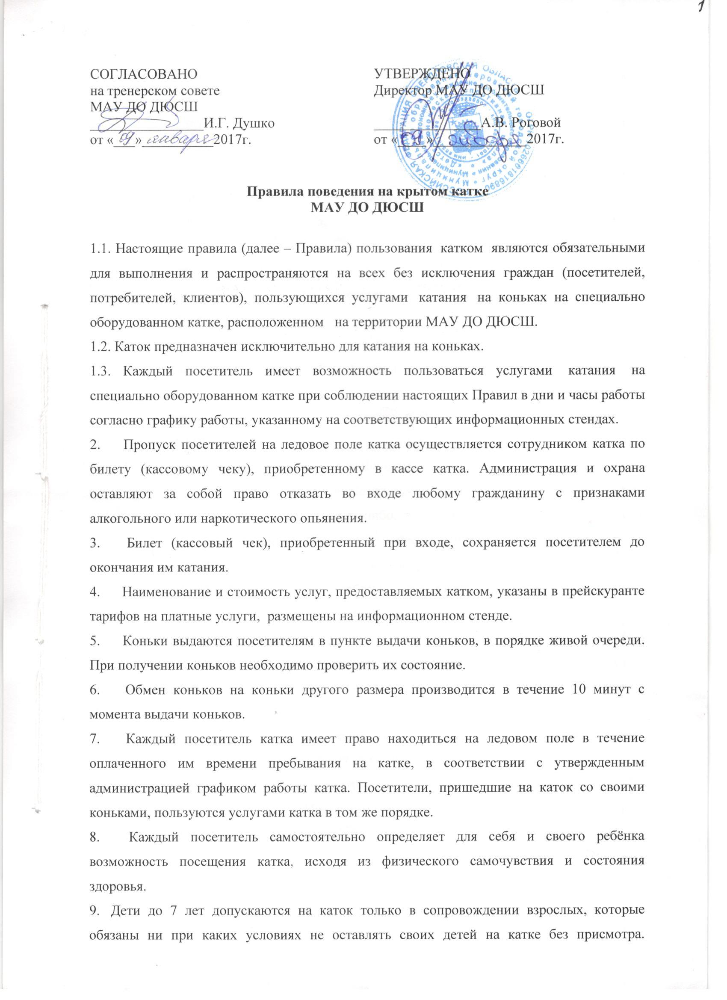 1
СОГЛАСОВАНО
на тренерском совете
МАУ ДО ДЮСШ
________________И.Г. Душко
от «09» января 2017г.
УТВЕРЖДЕНО
Директор МАУ ДО ДЮСШ
_______________А.В. Роговой
от «09» января 2017г.
Правила поведения на крытом катке
МАУ ДО ДЮСШ
1.1. Настоящие правила (далее – Правила) пользования катком являются обязательными
для выполнения и распространяются на всех без исключения граждан (посетителей,
потребителей, клиентов), пользующихся услугами катания на коньках на специально
оборудованном катке, расположенном на территории МАУ ДО ДЮСШ.
1.2. Каток предназначен исключительно для катания на коньках.
1.3. Каждый посетитель имеет возможность пользоваться услугами катания на
специально оборудованном катке при соблюдении настоящих Правил в дни и часы работы
согласно графику работы, указанному на соответствующих информационных стендах.
2. Пропуск посетителей на ледовое поле катка осуществляется сотрудником катка по
билету (кассовому чеку), приобретенному в кассе катка. Администрация и охрана
оставляют за собой право отказать во входе любому гражданину с признаками
алкогольного или наркотического опьянения.
3. Билет (кассовый чек), приобретенный при входе, сохраняется посетителем до
окончания им катания.
4. Наименование и стоимость услуг, предоставляемых катком, указаны в прейскуранте
тарифов на платные услуги, размещены на информационном стенде.
5. Коньки выдаются посетителям в пункте выдачи коньков, в порядке живой очереди.
При получении коньков необходимо проверить их состояние.
6. Обмен коньков на коньки другого размера производится в течение 10 минут с
момента выдачи коньков.
7. Каждый посетитель катка имеет право находиться на ледовом поле в течение
оплаченного им времени пребывания на катке, в соответствии с утвержденным
администрацией графиком работы катка. Посетители, пришедшие на каток со своими
коньками, пользуются услугами катка в том же порядке.
8. Каждый посетитель самостоятельно определяет для себя и своего ребёнка
возможность посещения катка, исходя из физического самочувствия и состояния
здоровья.
9. Дети до 7 лет допускаются на каток только в сопровождении взрослых, которые
обязаны ни при каких условиях не оставлять своих детей на катке без присмотра.